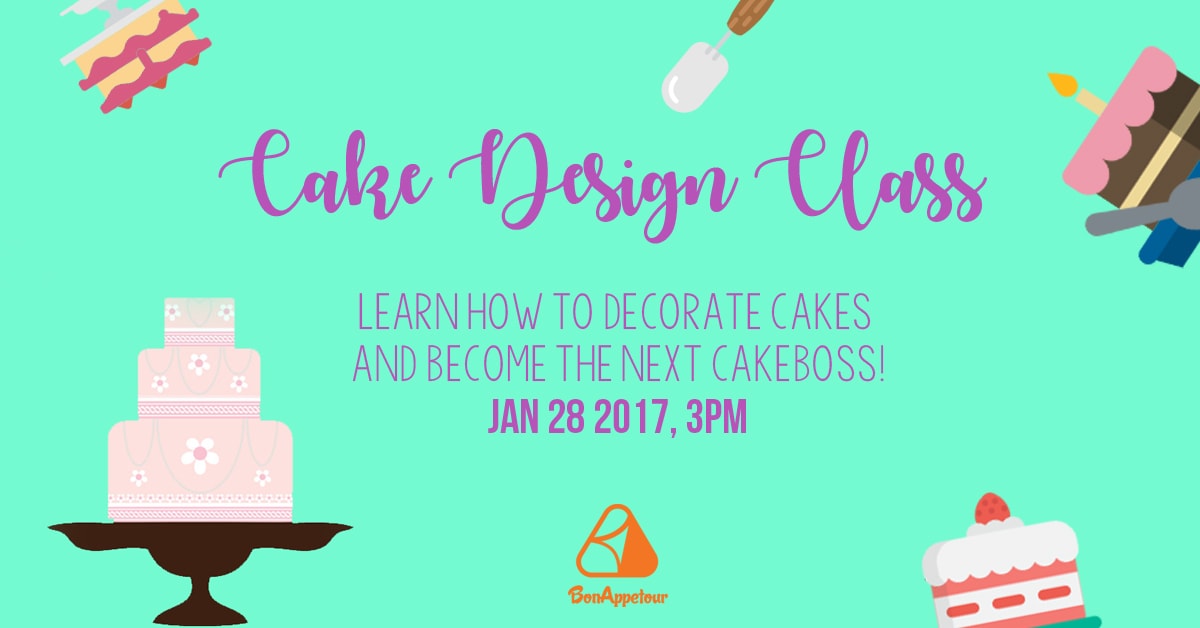 Cake Design Class
LEARN HOW TO DECORATE CAKES
AND BECOME THE NEXT CAKEBOSS!
JAN 28 2017, 3PM
BonAppetour